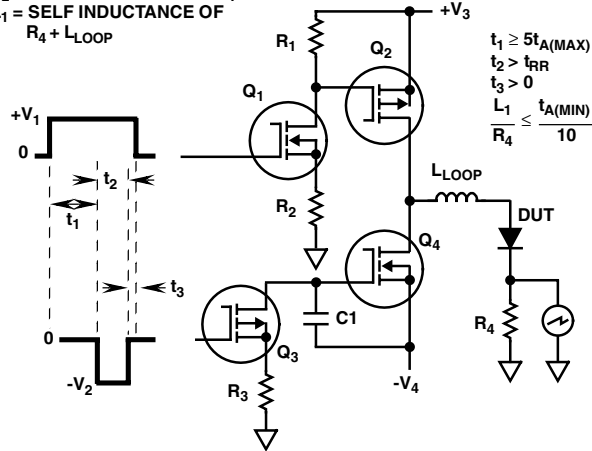 = SELF INDUCTANCE OF
R4 + LLOOP
+V3
R1
Q2
t1 ≥ 5tA(MAX)
t2 > tRR
t3 > 0
L1/R4 ≤ tA(MIN)/10
Q1
+V1
0
t2
t1
R2
LLOOP
DUT
Q4
t3
C1
R4
0
Q3
-V2
R3
-V4